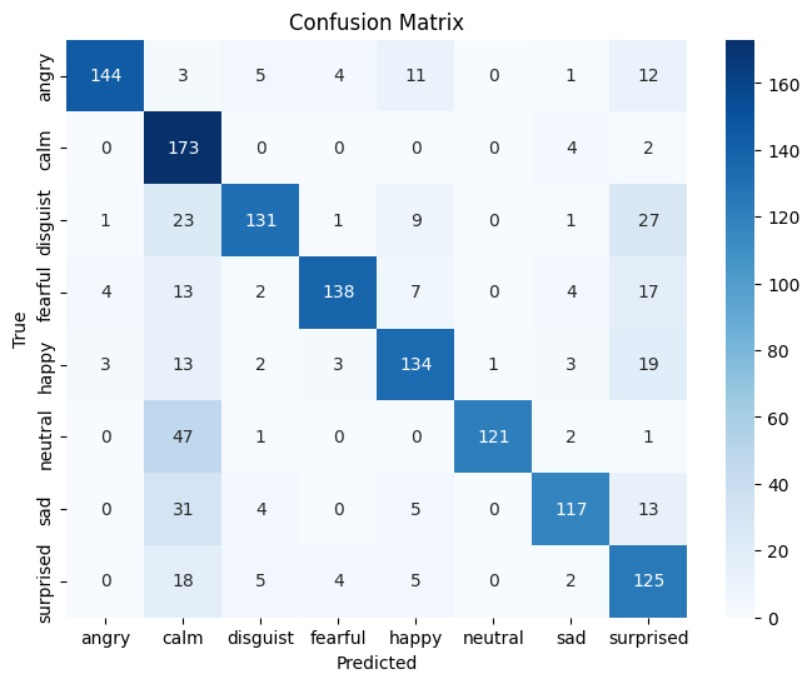 Confusion Matrix
angry 144 3 5 4 11 0 1 12
calm 0 173 0 0 0 0 4 2
disguist 1 23 131 1 9 0 1 27
fearful 4 13 2 138 7 0 4 17
happy 3 13 2 3 134 1 3 19
neutral 0 47 1 0 0 121 2 1
sad 0 31 4 0 5 0 117 13
surprised 0 18 5 4 5 0 2 125
True
angry calm disguist fearful happy neutral sad surprised
Predicted
160
140
120
100
80
60
40
20
0